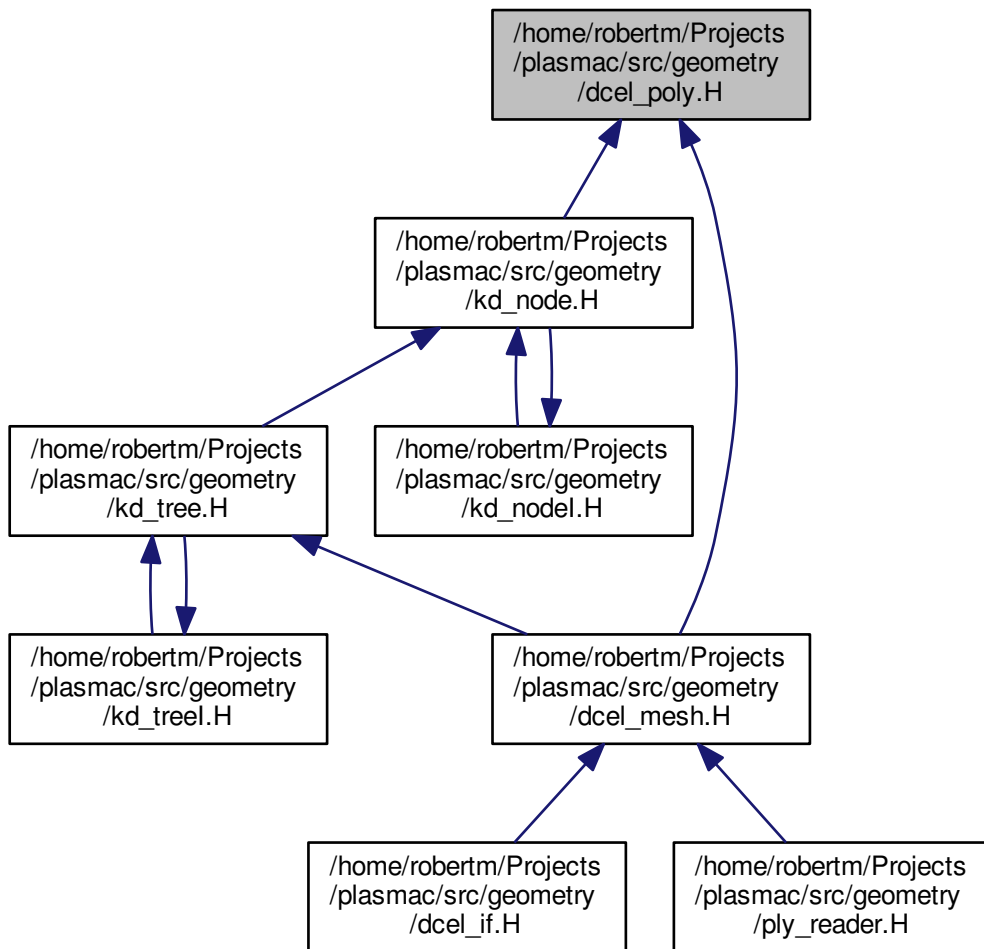 /home/robertm/Projects
/plasmac/src/geometry
/dcel_poly.H
/home/robertm/Projects
/plasmac/src/geometry
/kd_node.H
/home/robertm/Projects
/plasmac/src/geometry
/kd_tree.H
/home/robertm/Projects
/plasmac/src/geometry
/kd_nodeI.H
/home/robertm/Projects
/plasmac/src/geometry
/kd_treeI.H
/home/robertm/Projects
/plasmac/src/geometry
/dcel_mesh.H
/home/robertm/Projects
/plasmac/src/geometry
/dcel_if.H
/home/robertm/Projects
/plasmac/src/geometry
/ply_reader.H